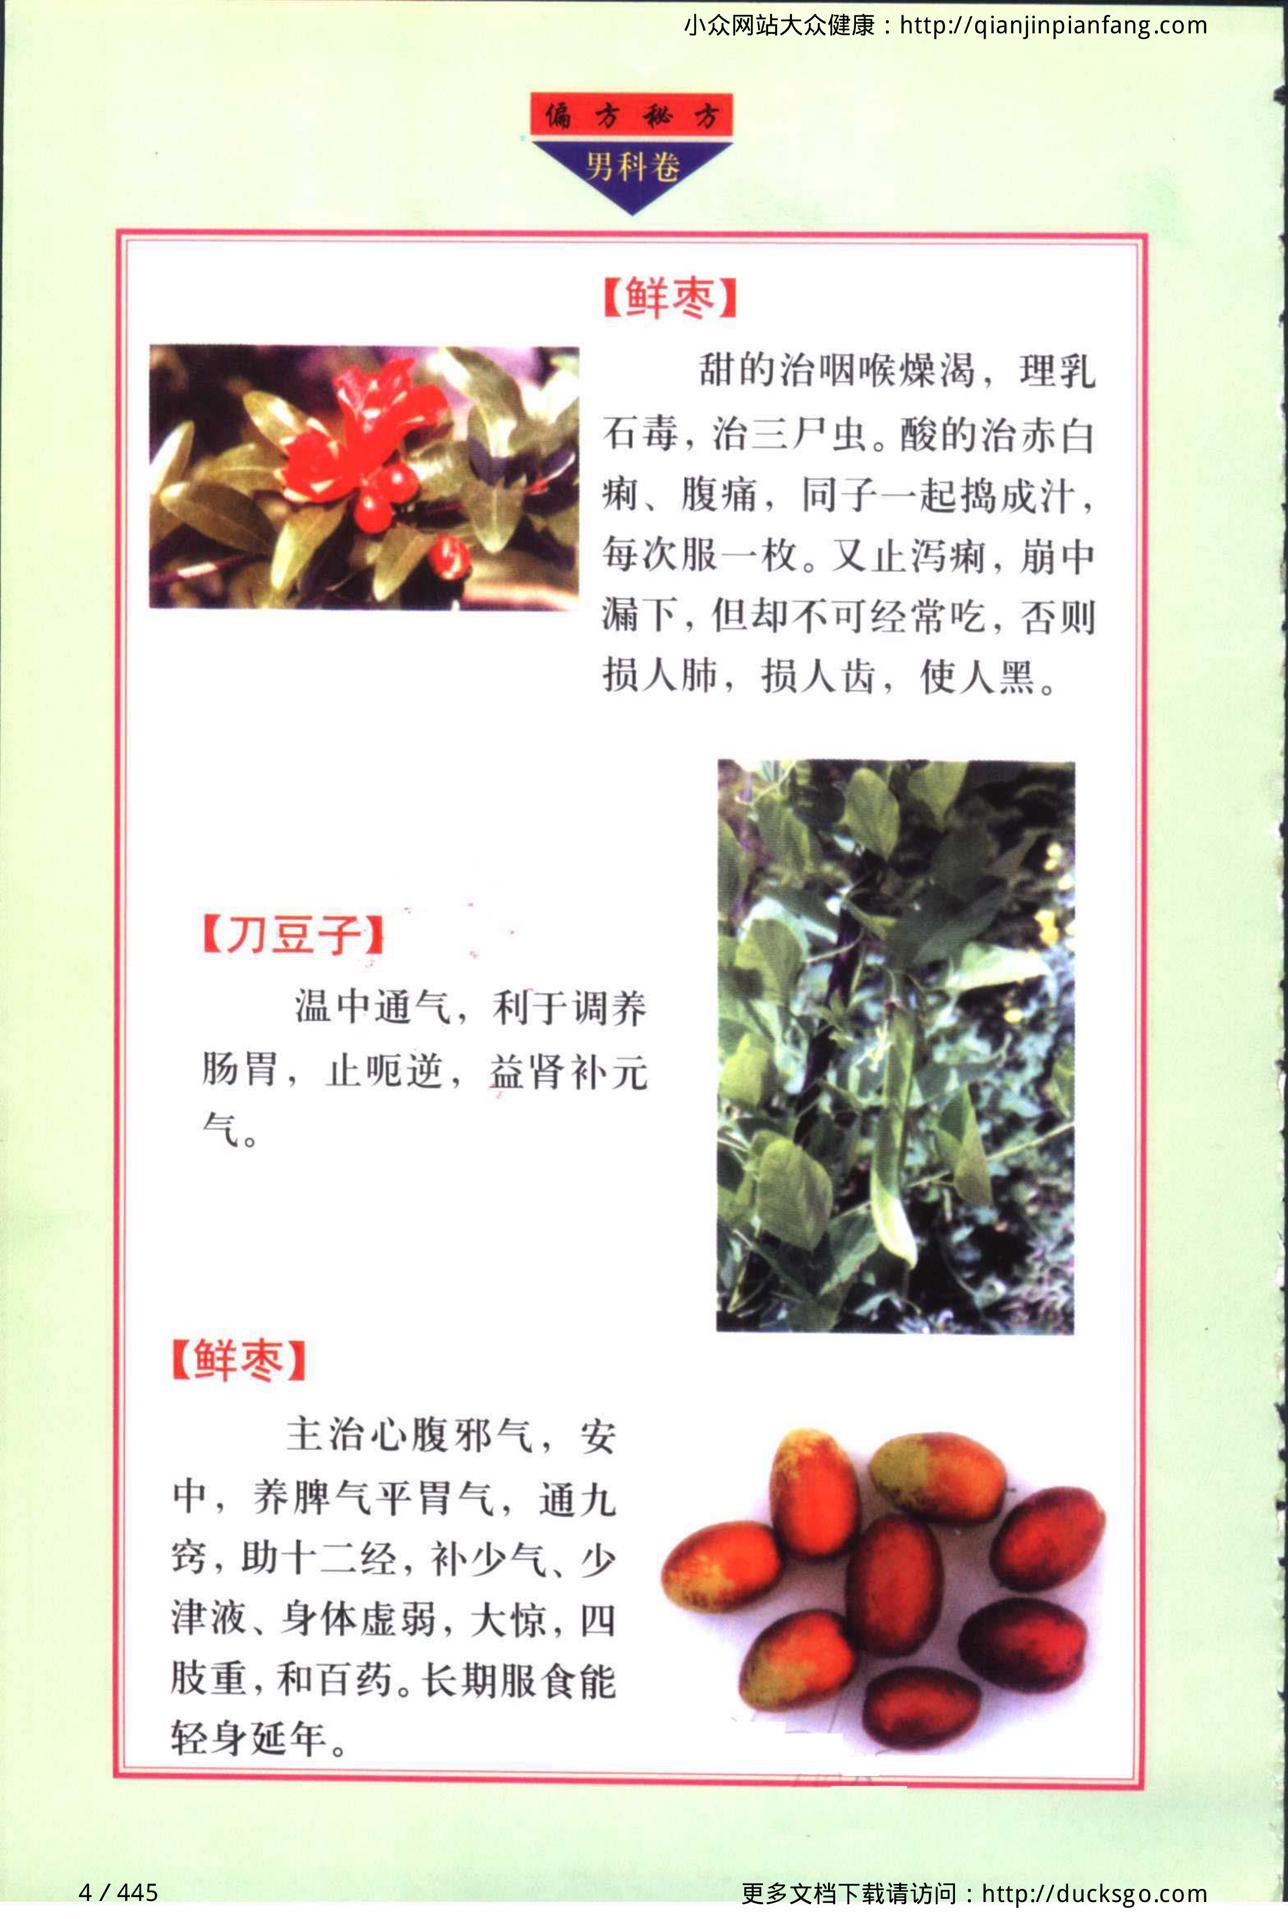 小众网站大众健康：http://qianjinpianfang.com
偏方秘方
男科卷
【鲜枣】
甜的治咽喉燥渴，理乳
石毒，治三尸虫。酸的治赤白
痢、腹痛，同子一起捣成汁，
每次服一枚。又止泻痢，崩中
漏下，但却不可经常吃，否则
损人肺，损人齿，使人黑。
【刀豆子】
温中通气，利于调养
肠胃，止呃逆，益肾补元
气。
【鲜枣】
主治心腹邪气，安
中，养脾气平胃气，通九
窍，助十二经，补少气、少
津液、身体虚弱，大惊，四
肢重，和百药。长期服食能
轻身延年。
4 / 445
更多文档下载请访问：http://ducksgo.com